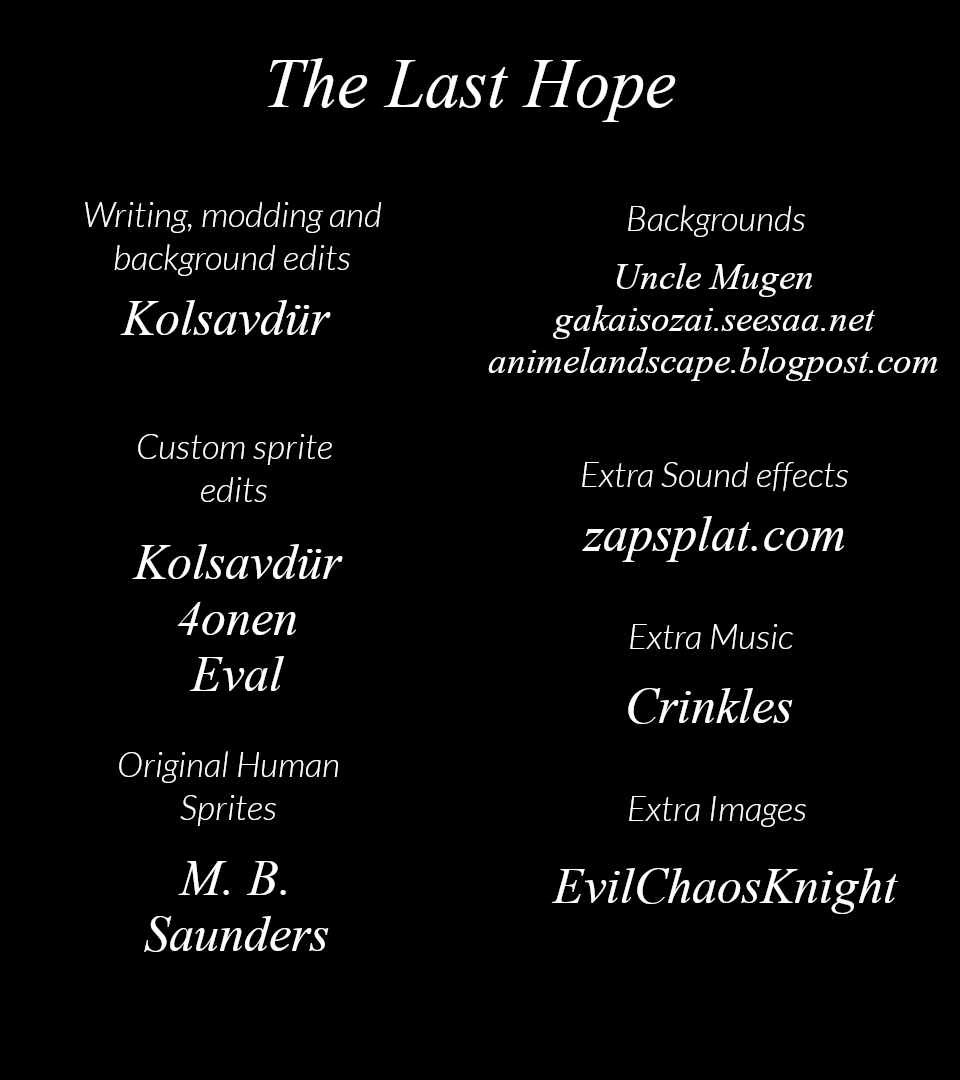 The Last Hope
Writing, modding and
background edits
Kolsavdür
Custom sprite
edits
Kolsavdür
4onen
Eval
Original Human
Sprites
M. B.
Saunders
Backgrounds
Uncle Mugen
gakaisozai.seesaa.net
animelandscape.blogpost.com
Extra Sound effects
zapsplat.com
Extra Music
Crinkles
Extra Images
EvilChaosKnight